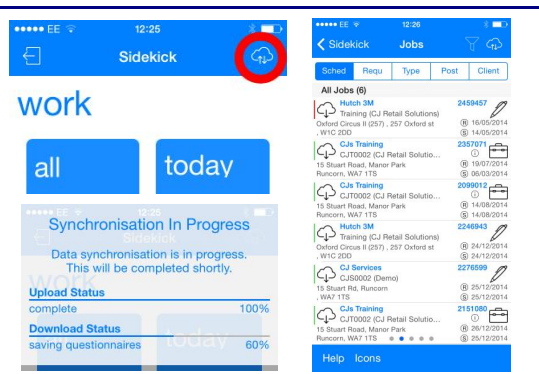 EE 12:25
Sidekick
work
all today
EE 12:25
Synchronisation In Progress
Data synchronisation is in progress.
This will be completed shortly.
Upload Status
complete 100%
Download Status
saving questionnaires 60%
EE 12:26
Sidekick Jobs
Sched Requ Type Post Client
All Jobs (6)
Hutch 3M 2459457
Training (CJ Retail Solutions)
Oxford Circus II (257) , 257 Oxford st R 16/05/2014
, W1C 2DD S 14/05/2014
CJs Training 2357071
CJT0002 (CJ Retail Solutio...
15 Stuart Road, Manor Park R 19/07/2014
Runcorn, WA7 1TS S 06/03/2014
CJs Training 2099012
CJT0002 (CJ Retail Solutio...
15 Stuart Road, Manor Park R 14/08/2014
Runcorn, WA7 1TS S 14/08/2014
Hutch 3M 2246943
Training (CJ Retail Solutions)
Oxford Circus II (257) , 257 Oxford st R 24/12/2014
, W1C 2DD S 24/12/2014
CJ Services 2276599
CJS0002 (Demo)
15 Stuart Rd, Runcorn R 25/12/2014
, WA7 1TS S 25/12/2014
CJs Training 2151080
CJT0002 (CJ Retail Solutio...
15 Stuart Road, Manor Park R 26/12/2014
Runcorn, WA7 1TS S 25/12/2014
Help Icons